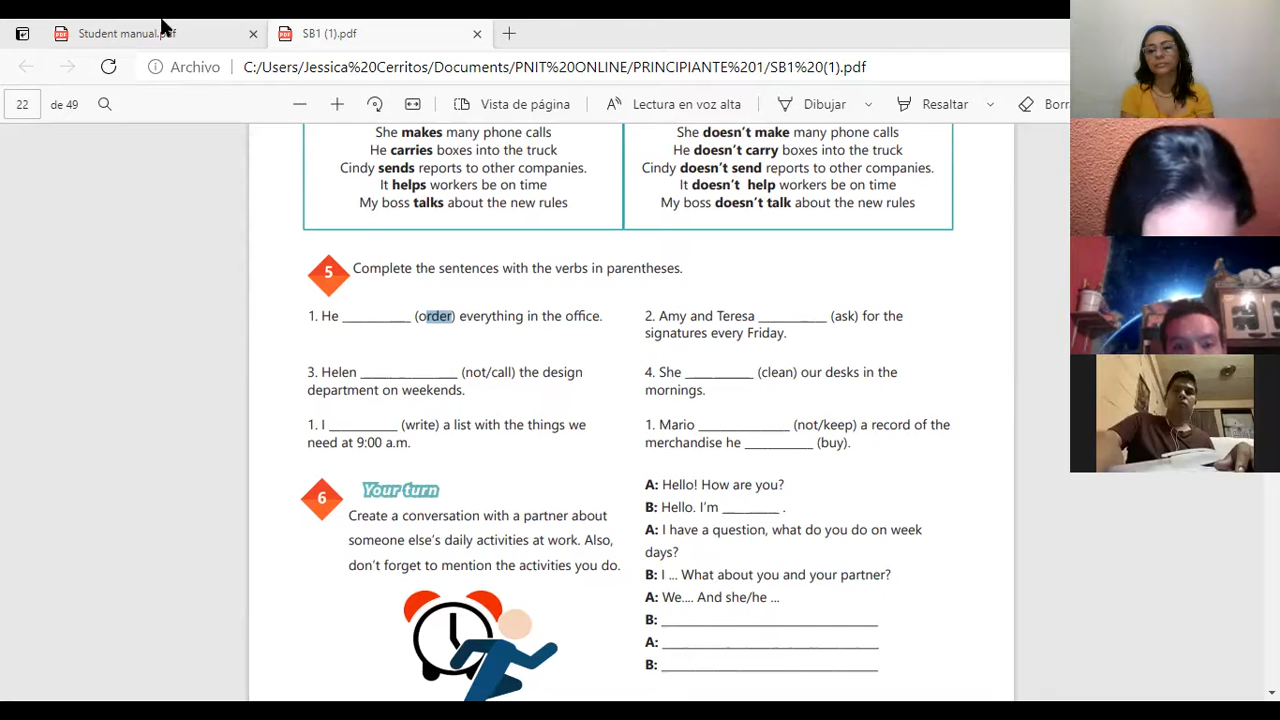 Student manual.pdf
SB1 (1).pdf
Archivo
C:/Users/Jessica%20Cerritos/Documents/PNIT%20ONLINE/PRINCIPIANTE%201/SB1%20(1).pdf
22 de 49
Vista de página
Lectura en voz alta
Dibujar
Resaltar
Borr
She makes many phone calls
He carries boxes into the truck
Cindy sends reports to other companies.
It helps workers be on time
My boss talks about the new rules
She doesn't make many phone calls
He doesn't carry boxes into the truck
Cindy doesn't send reports to other companies.
It doesn't help workers be on time
My boss doesn't talk about the new rules
5 Complete the sentences with the verbs in parentheses.
1. He __________ (order) everything in the office.
2. Amy and Teresa __________ (ask) for the
signatures every Friday.
3. Helen ______________ (not/call) the design
department on weekends.
4. She __________ (clean) our desks in the
mornings.
1. I __________ (write) a list with the things we
need at 9:00 a.m.
1. Mario _____________ (not/keep) a record of the
merchandise he __________ (buy).
6 Your turn
Create a conversation with a partner about
someone else's daily activities at work. Also,
don't forget to mention the activities you do.
A: Hello! How are you?
B: Hello. I'm ________ .
A: I have a question, what do you do on week
days?
B: I ... What about you and your partner?
A: We.... And she/he ...
B: ________________________________
A: ________________________________
B: ________________________________